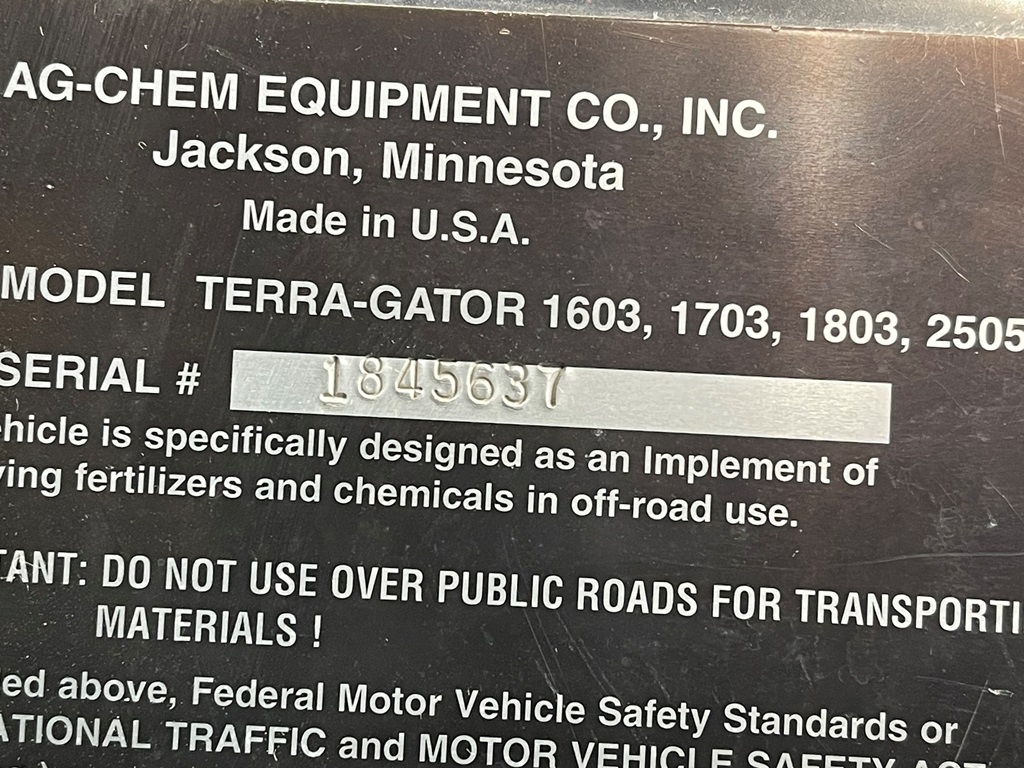 AG-CHEM EQUIPMENT CO., INC.
Jackson, Minnesota
Made in U.S.A.
MODEL TERRA-GATOR 1603, 1703, 1803, 2505
SERIAL # 1845637
hicle is specifically designed as an Implement of
ying fertilizers and chemicals in off-road use.
TANT: DO NOT USE OVER PUBLIC ROADS FOR TRANSPORTI
MATERIALS !
ed above, Federal Motor Vehicle Safety Standards or
ATIONAL TRAFFIC and MOTOR VEHICLE SAFETY ACT